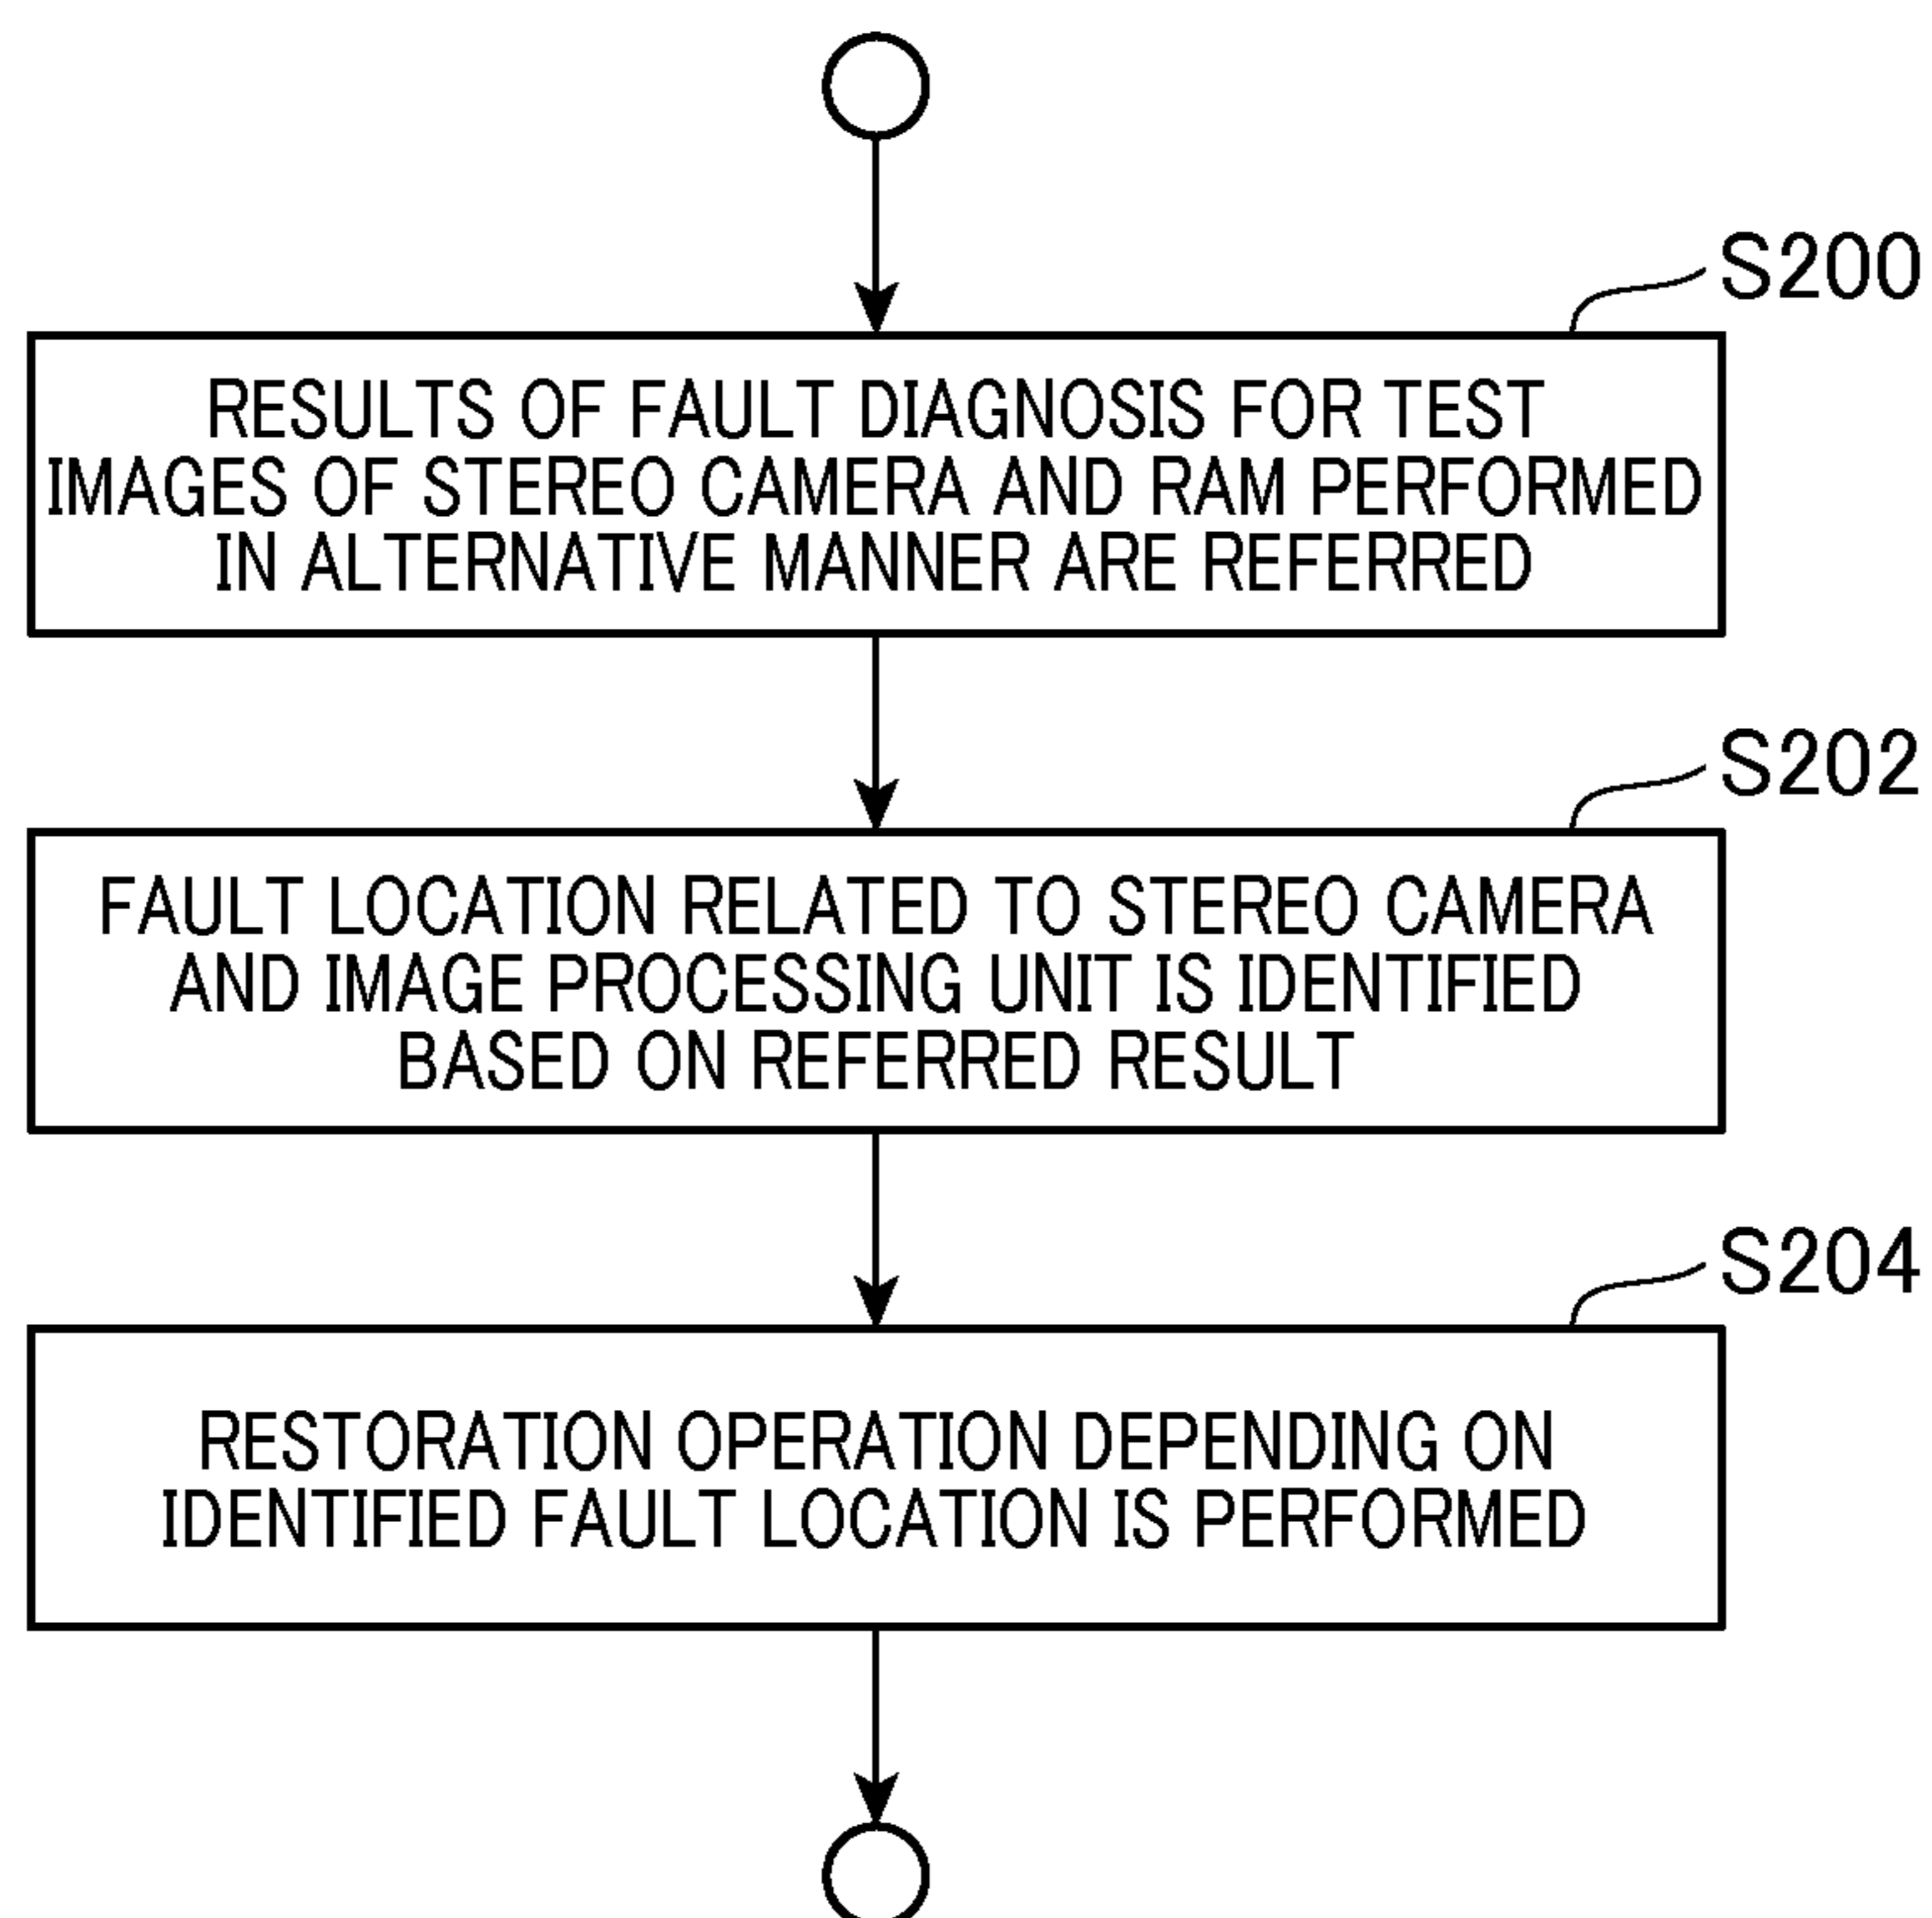 S200
RESULTS OF FAULT DIAGNOSIS FOR TEST
IMAGES OF STEREO CAMERA AND RAM PERFORMED
IN ALTERNATIVE MANNER ARE REFERRED
S202
FAULT LOCATION RELATED TO STEREO CAMERA
AND IMAGE PROCESSING UNIT IS IDENTIFIED
BASED ON REFERRED RESULT
S204
RESTORATION OPERATION DEPENDING ON
IDENTIFIED FAULT LOCATION IS PERFORMED